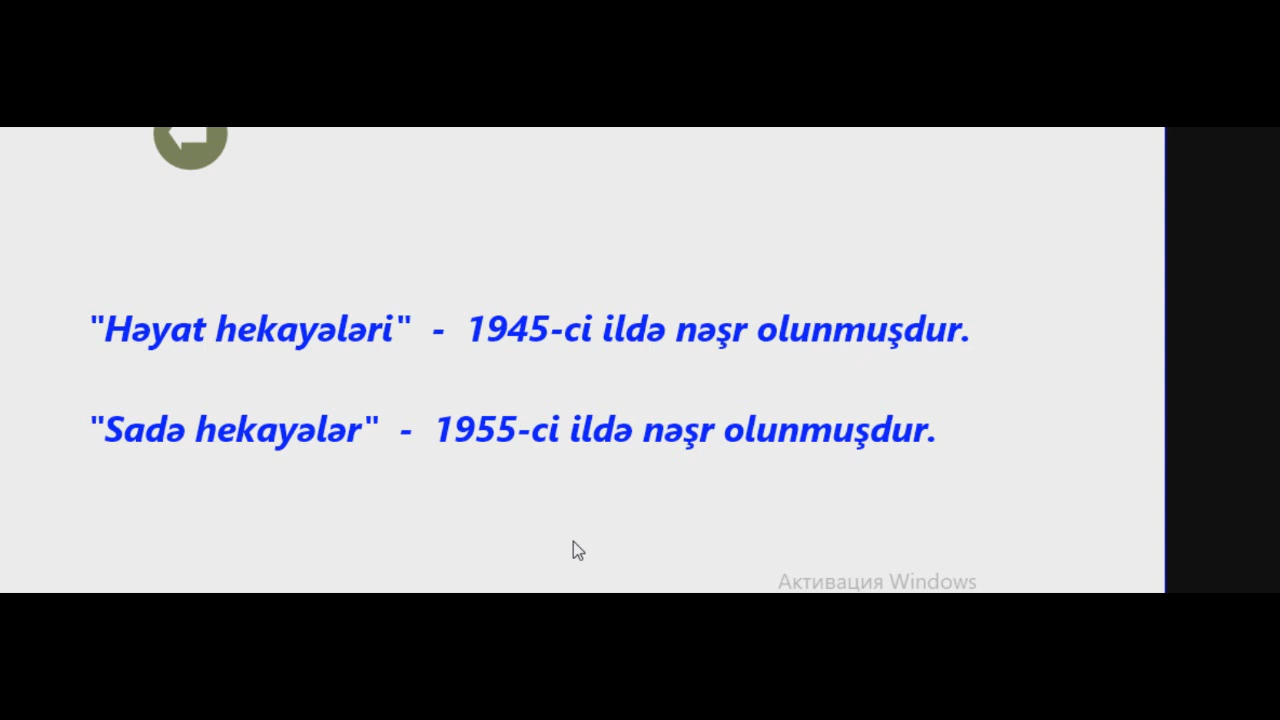 "Həyat hekayələri" - 1945-ci ildə nəşr olunmuşdur.
"Sadə hekayələr" - 1955-ci ildə nəşr olunmuşdur.
Активация Windows